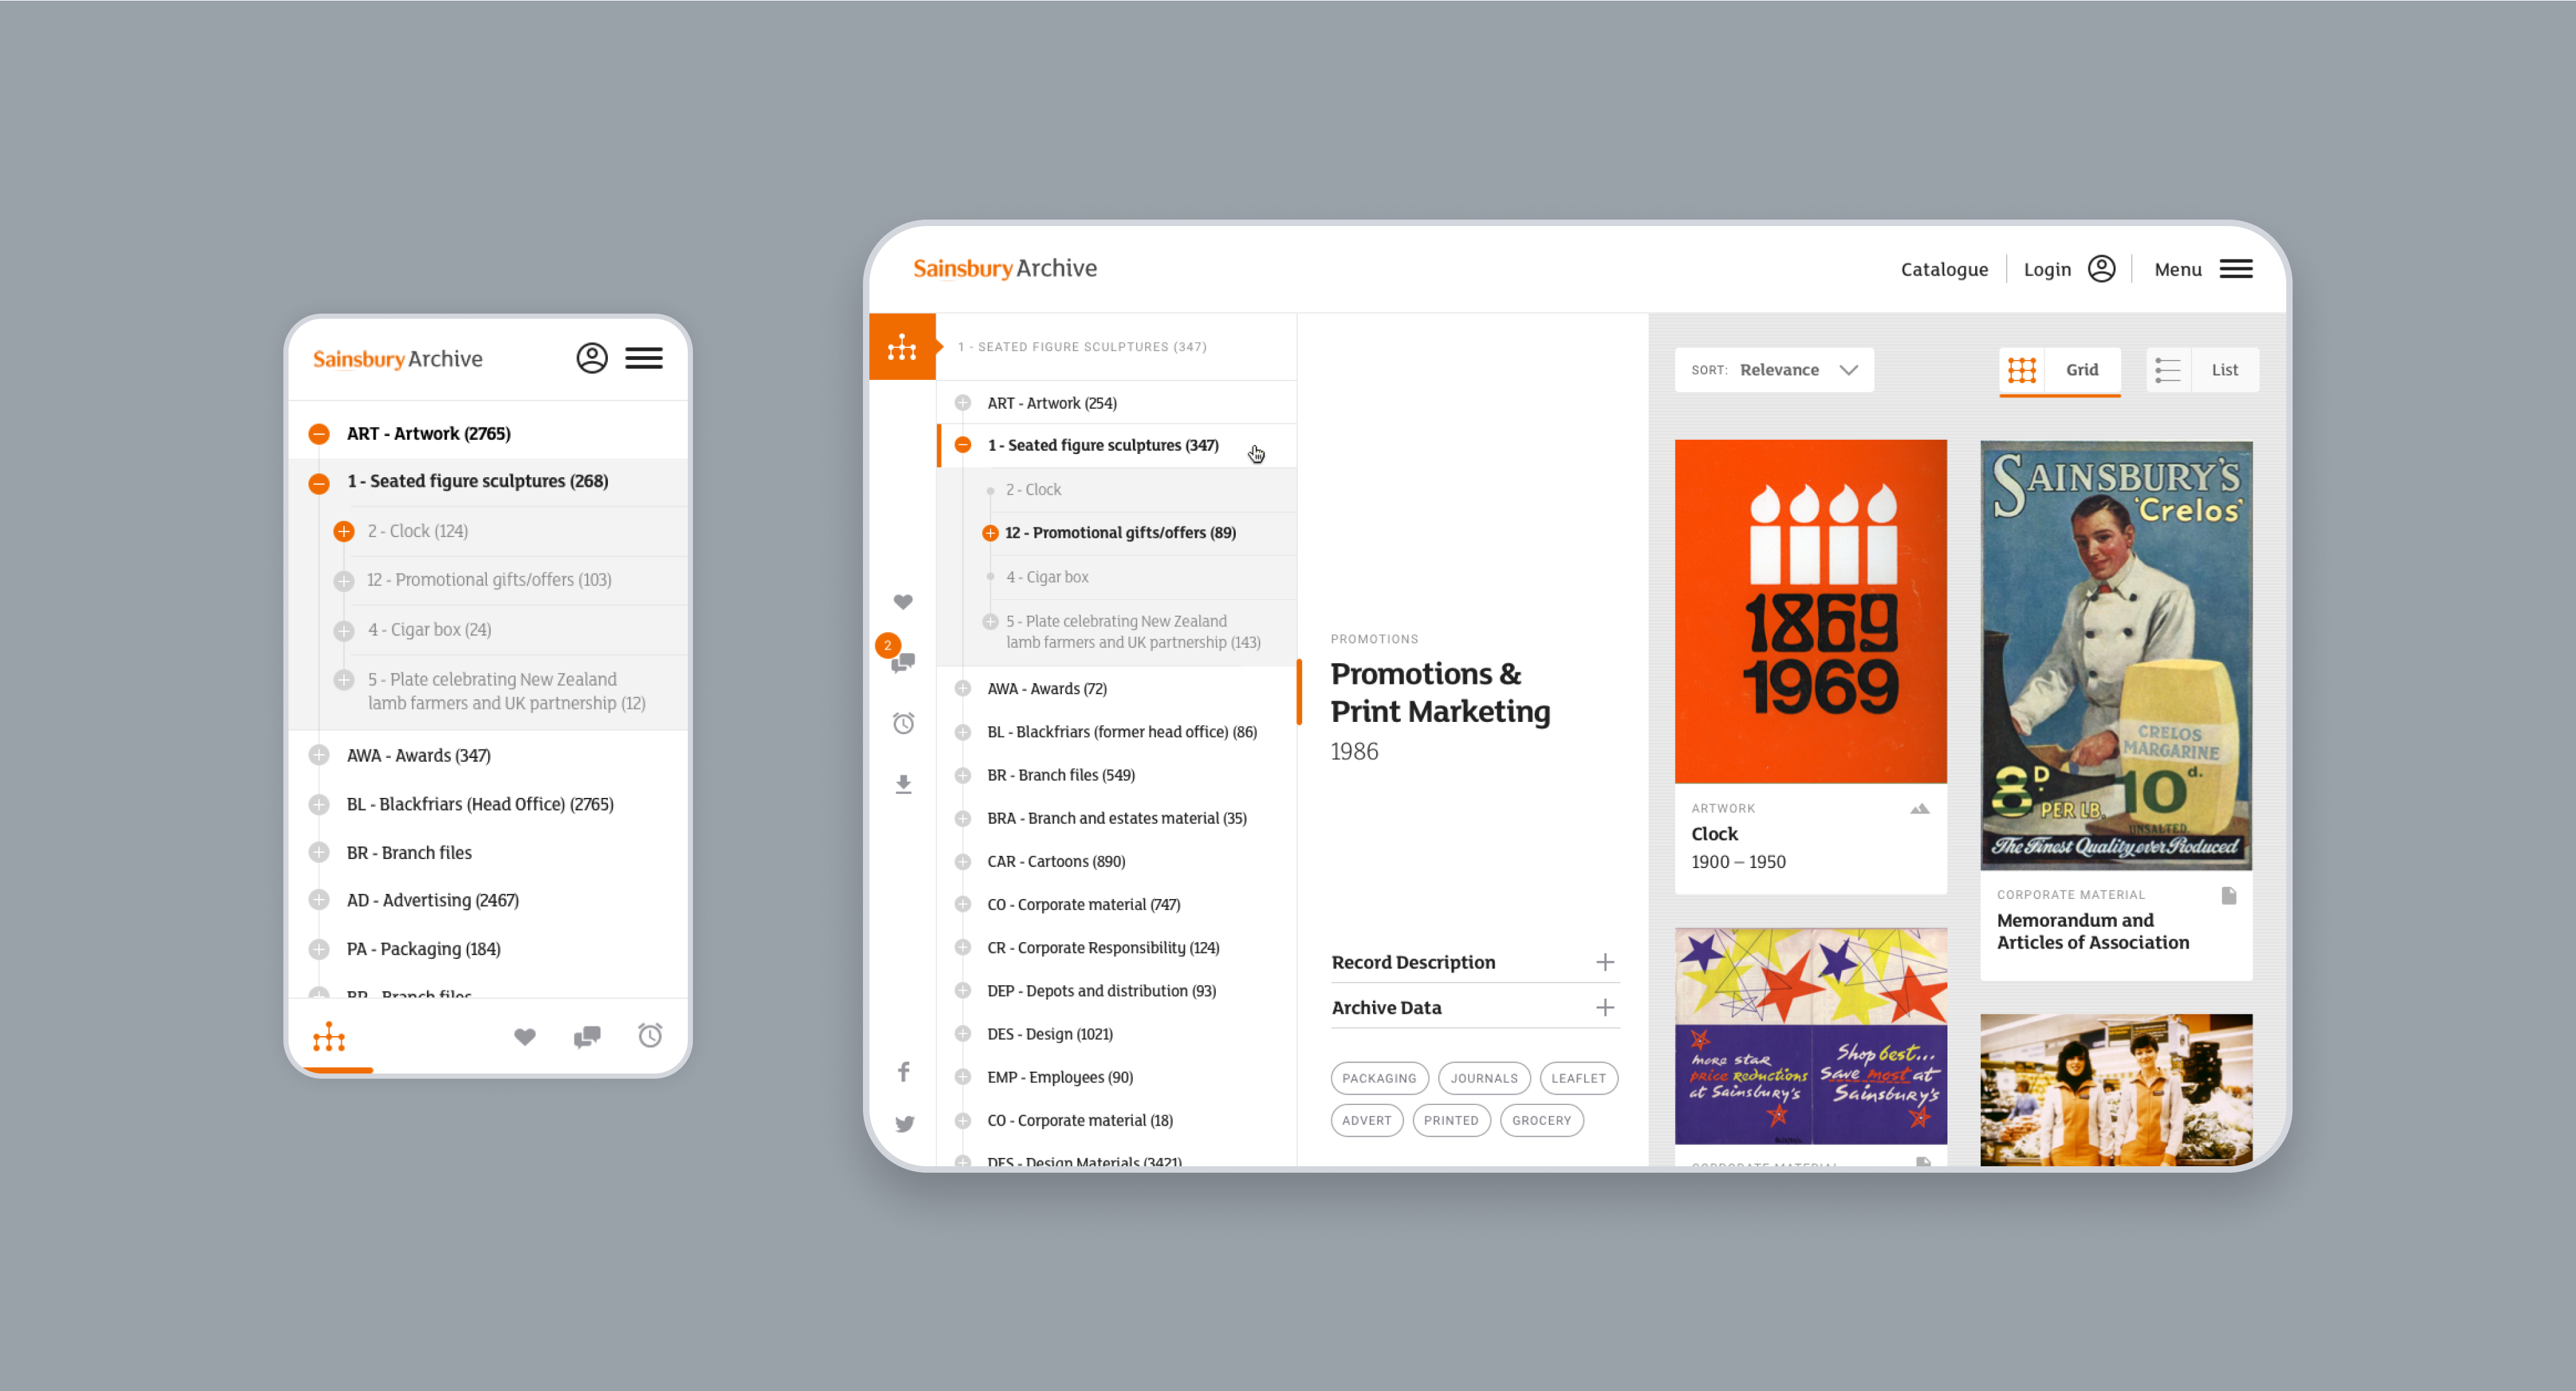 Sainsbury Archive
ART - Artwork (2765)
1 - Seated figure sculptures (268)
2 - Clock (124)
12 - Promotional gifts/offers (103)
4 - Cigar box (24)
5 - Plate celebrating New Zealand
lamb farmers and UK partnership (12)
AWA - Awards (347)
BL - Blackfriars (Head Office) (2765)
BR - Branch files
AD - Advertising (2467)
PA - Packaging (184)
BR - Branch files
Sainsbury Archive
Catalogue
Login
Menu
1 - SEATED FIGURE SCULPTURES (347)
ART - Artwork (254)
1 - Seated figure sculptures (347)
2 - Clock
12 - Promotional gifts/offers (89)
4 - Cigar box
5 - Plate celebrating New Zealand
lamb farmers and UK partnership (143)
2
AWA - Awards (72)
BL - Blackfriars (former head office) (86)
BR - Branch files (549)
BRA - Branch and estates material (35)
CAR - Cartoons (890)
CO - Corporate material (747)
CR - Corporate Responsibility (124)
DEP - Depots and distribution (93)
DES - Design (1021)
EMP - Employees (90)
CO - Corporate material (18)
DES - Design Materials (3421)
PROMOTIONS
Promotions &
Print Marketing
1986
Record Description
Archive Data
PACKAGING
JOURNALS
LEAFLET
ADVERT
PRINTED
GROCERY
SORT: Relevance
Grid
List
1869
1969
ARTWORK
Clock
1900 – 1950
SAINSBURY'S
'Crelos'
CRELOS
MARGARINE
8D PER LB.
10d.
UNSALTED.
The Finest Quality ever Produced
CORPORATE MATERIAL
Memorandum and
Articles of Association
more star
price reductions
at Sainsbury's
Shop best...
Save most at
Sainsbury's
CORPORATE MATERIAL